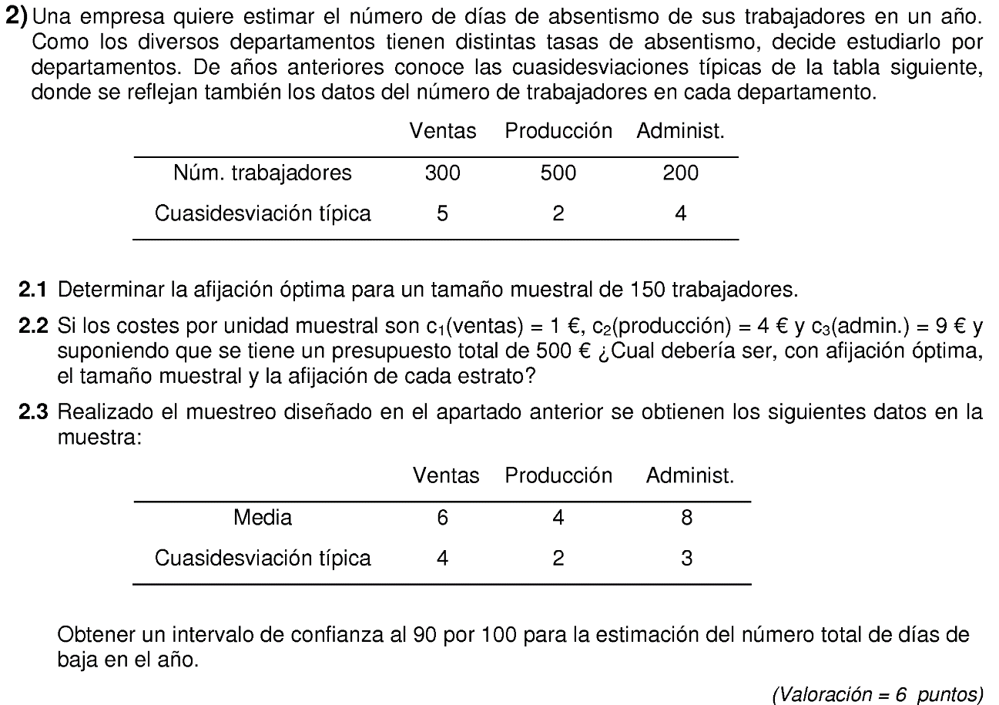 2) Una empresa quiere estimar el número de días de absentismo de sus trabajadores en un año.
Como los diversos departamentos tienen distintas tasas de absentismo, decide estudiarlo por
departamentos. De años anteriores conoce las cuasidesviaciones típicas de la tabla siguiente,
donde se reflejan también los datos del número de trabajadores en cada departamento.
Ventas Producción Administ.
Núm. trabajadores 300 500 200
Cuasidesviación típica 5 2 4
2.1 Determinar la afijación óptima para un tamaño muestral de 150 trabajadores.
2.2 Si los costes por unidad muestral son c₁(ventas) = 1 €, c₂(producción) = 4 € y c₃(admin.) = 9 € y
suponiendo que se tiene un presupuesto total de 500 € ¿Cual debería ser, con afijación óptima,
el tamaño muestral y la afijación de cada estrato?
2.3 Realizado el muestreo diseñado en el apartado anterior se obtienen los siguientes datos en la
muestra:
Ventas Producción Administ.
Media 6 4 8
Cuasidesviación típica 4 2 3
Obtener un intervalo de confianza al 90 por 100 para la estimación del número total de días de
baja en el año.
(Valoración = 6 puntos)